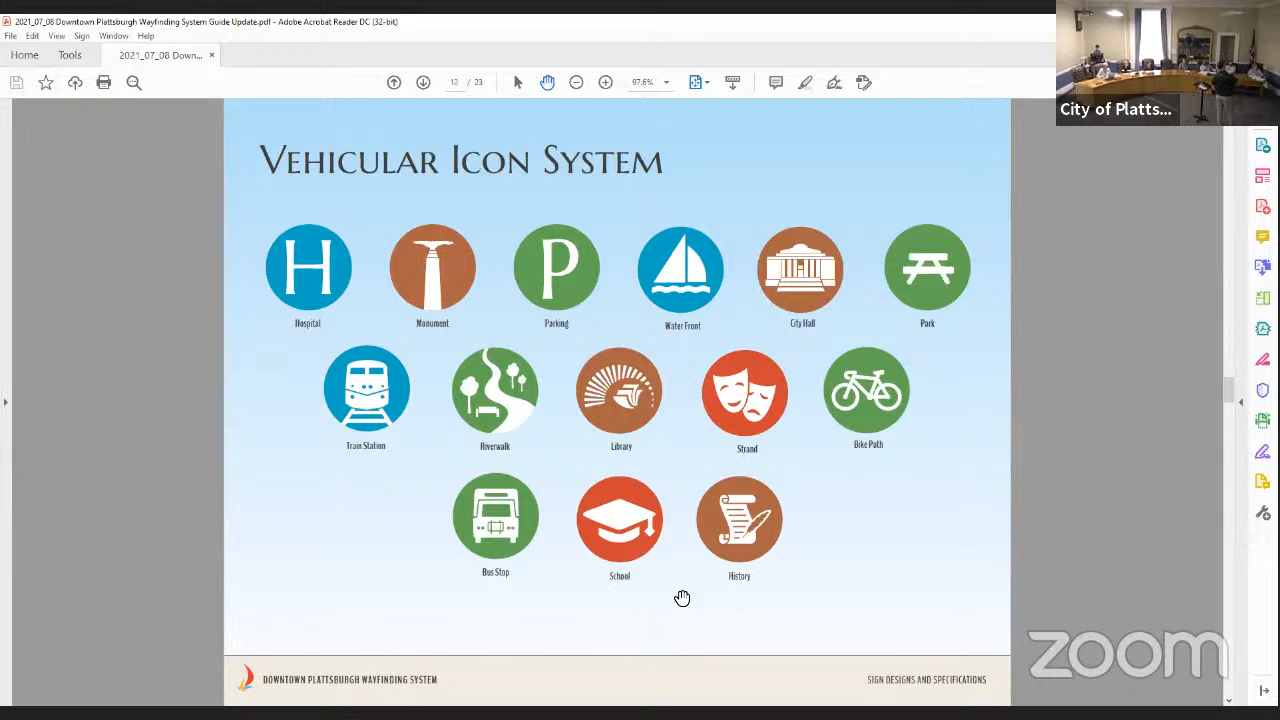 2021_07_08 Downtown Plattsburgh Wayfinding System Guide Update.pdf - Adobe Acrobat Reader DC (32-bit)
File Edit View Sign Window Help
Home Tools 2021_07_08 Down... ×
12 / 23 97.6%
City of Platts...
Vehicular Icon System
H P
Hospital Monument Parking Water Front City Hall Park
Train Station Riverwalk Library Strand Bike Path
Bus Stop School History
zoom
DOWNTOWN PLATTSBURGH WAYFINDING SYSTEM SIGN DESIGNS AND SPECIFICATIONS